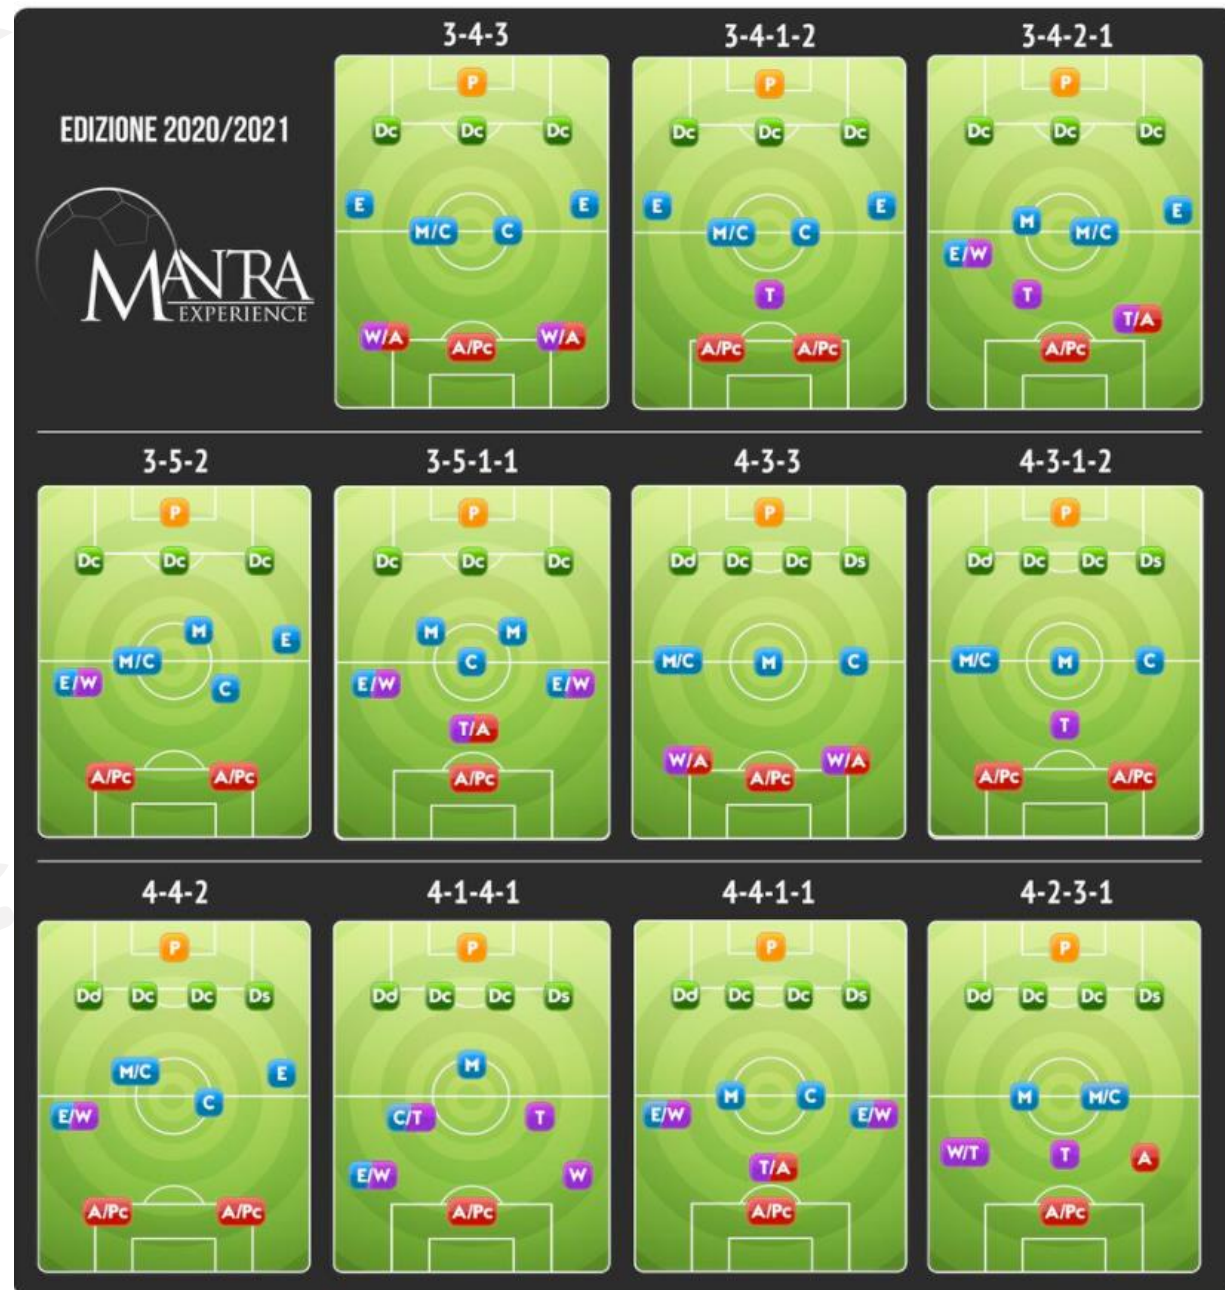 3-4-3
3-4-1-2
3-4-2-1
EDIZIONE 2020/2021
MANTRA
EXPERIENCE
P
Dc Dc Dc
E E
M/C C
W/A A/Pc W/A
P
Dc Dc Dc
E E
M/C C
T
A/Pc A/Pc
P
Dc Dc Dc
M M/C E
E/W
T
T/A
A/Pc
3-5-2
3-5-1-1
4-3-3
4-3-1-2
P
Dc Dc Dc
M E
M/C
E/W C
A/Pc A/Pc
P
Dc Dc Dc
M M
C
E/W E/W
T/A
A/Pc
P
Dd Dc Dc Ds
M/C M C
W/A A/Pc W/A
P
Dd Dc Dc Ds
M/C M C
T
A/Pc A/Pc
4-4-2
4-1-4-1
4-4-1-1
4-2-3-1
P
Dd Dc Dc Ds
M/C E
E/W C
A/Pc A/Pc
P
Dd Dc Dc Ds
M
C/T T
E/W W
A/Pc
P
Dd Dc Dc Ds
M C
E/W E/W
T/A
A/Pc
P
Dd Dc Dc Ds
M M/C
W/T T A
A/Pc